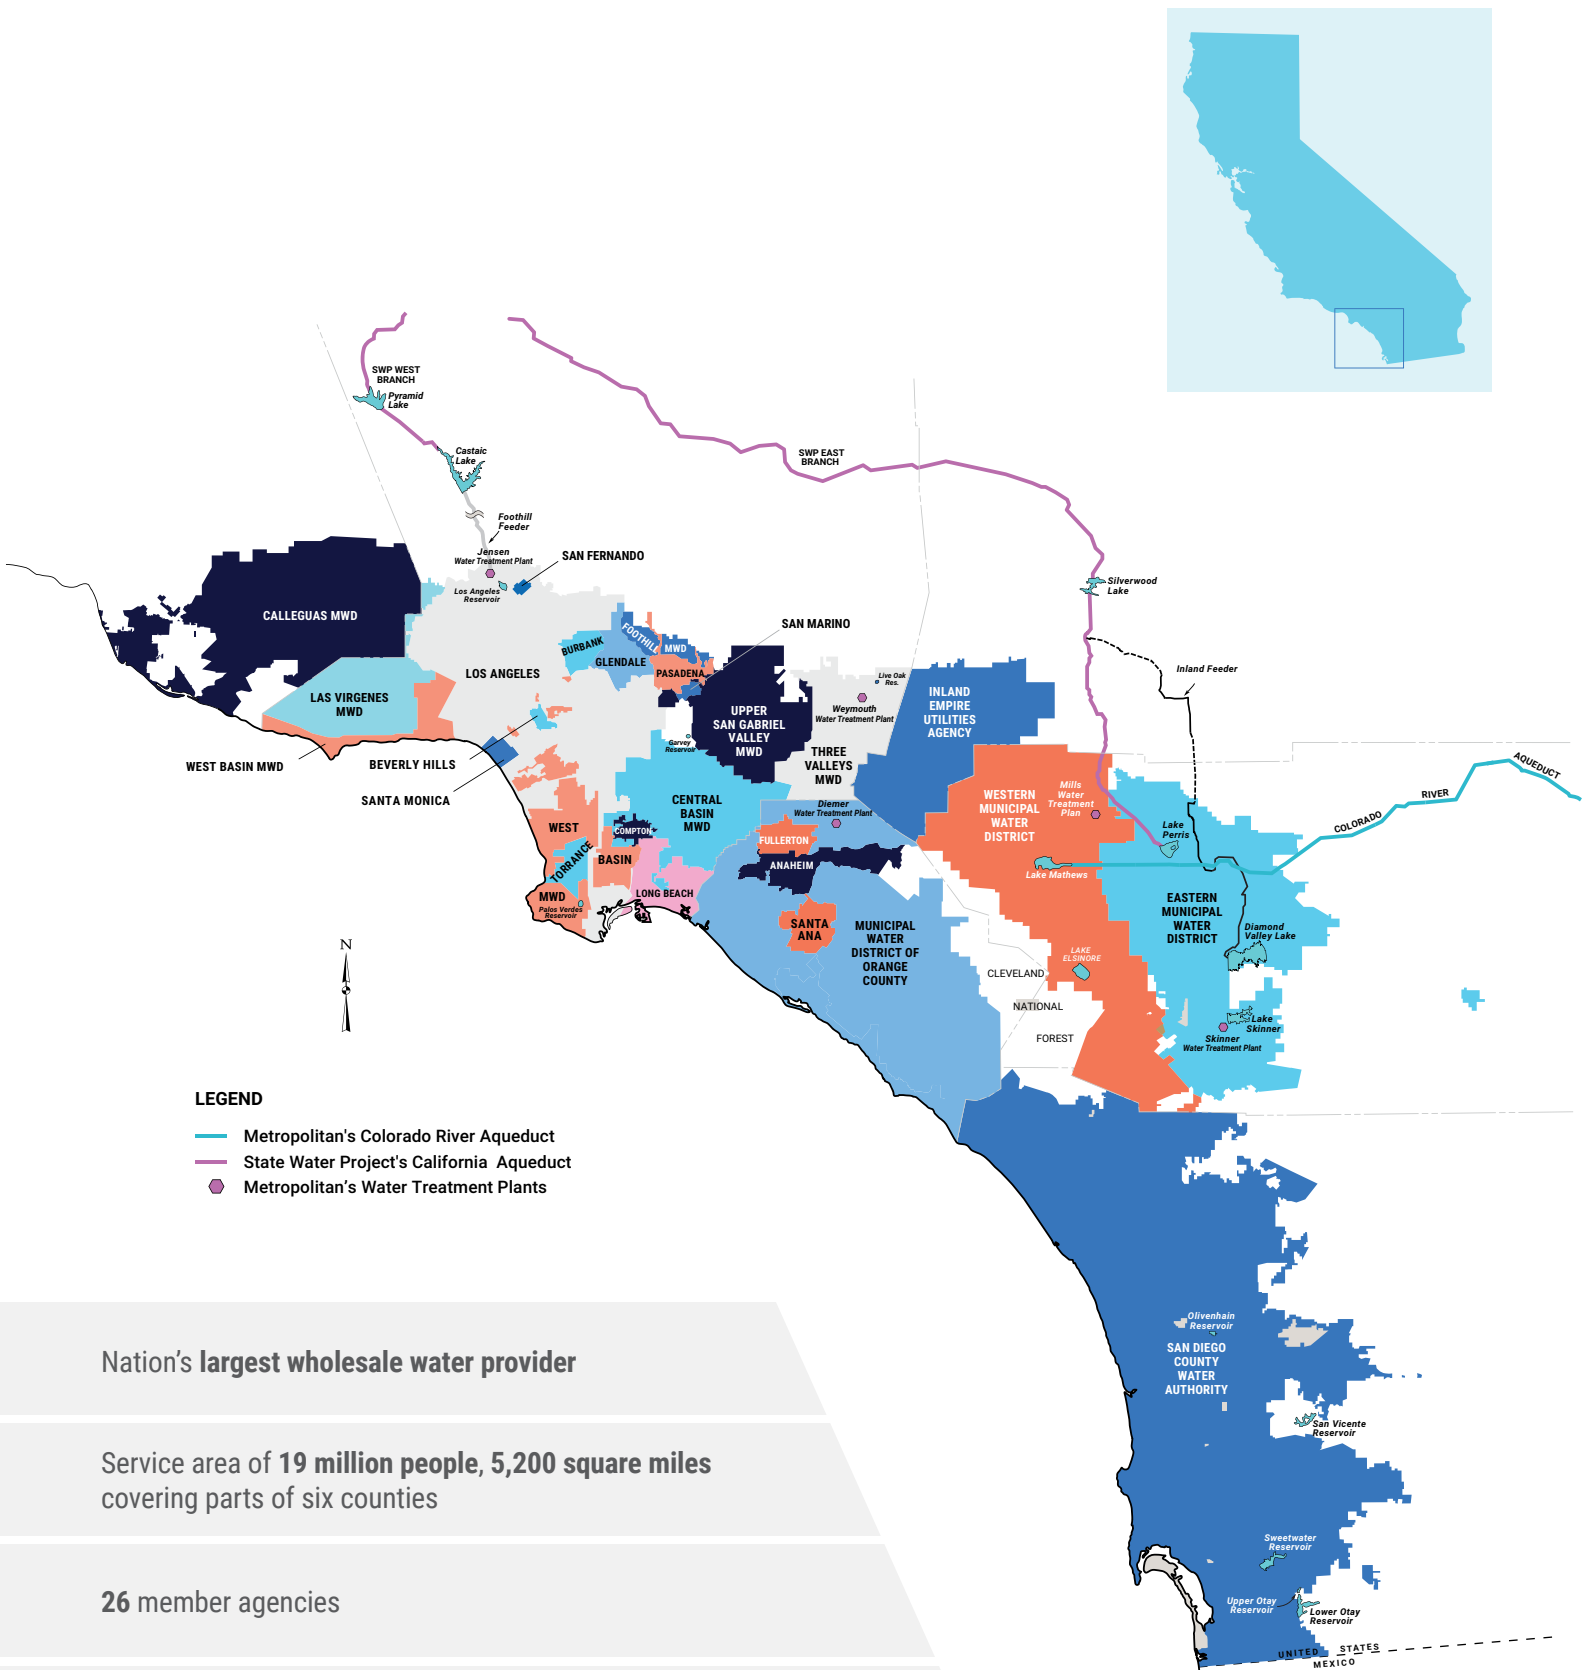 SWP WEST
BRANCH
Pyramid
Lake
Castaic
Lake
SWP EAST
BRANCH
Foothill
Feeder
Jensen
Water Treatment Plant
SAN FERNANDO
Los Angeles
Reservoir
Silverwood
Lake
CALLEGUAS MWD
SAN MARINO
FOOTHILL
MWD
BURBANK
GLENDALE
LOS ANGELES
PASADENA
Inland Feeder
Live Oak
Res.
LAS VIRGENES
MWD
UPPER
SAN GABRIEL
VALLEY
MWD
Weymouth
Water Treatment Plant
INLAND
EMPIRE
UTILITIES
AGENCY
Garvey
Reservoir
THREE
VALLEYS
MWD
WEST BASIN MWD
BEVERLY HILLS
SANTA MONICA
AQUEDUCT
RIVER
COLORADO
CENTRAL
BASIN
MWD
Diemer
Water Treatment Plant
WESTERN
MUNICIPAL
WATER
DISTRICT
Mills
Water
Treatment
Plan
Lake
Perris
WEST
COMPTON
FULLERTON
TORRANCE
BASIN
ANAHEIM
Lake Mathews
MWD
LONG BEACH
Palos Verdes
Reservoir
SANTA
ANA
MUNICIPAL
WATER
DISTRICT OF
ORANGE
COUNTY
EASTERN
MUNICIPAL
WATER
DISTRICT
Diamond
Valley Lake
N
LAKE
ELSINORE
CLEVELAND
NATIONAL
FOREST
Lake
Skinner
Skinner
Water Treatment Plant
LEGEND
Metropolitan's Colorado River Aqueduct
State Water Project's California Aqueduct
Metropolitan's Water Treatment Plants
Olivenhain
Reservoir
SAN DIEGO
COUNTY
WATER
AUTHORITY
San Vicente
Reservoir
Sweetwater
Reservoir
Upper Otay
Reservoir
Lower Otay
Reservoir
UNITED STATES
MEXICO
Nation's largest wholesale water provider
Service area of 19 million people, 5,200 square miles
covering parts of six counties
26 member agencies